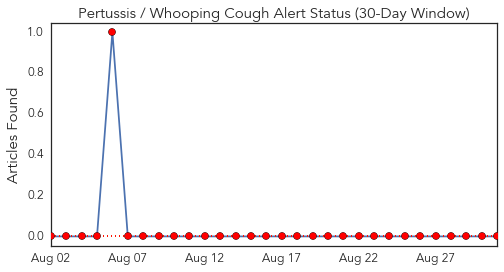 Pertussis / Whooping Cough Alert Status (30-Day Window)
Articles Found
1.0
0.8
0.6
0.4
0.2
0.0
Aug 02 Aug 07 Aug 12 Aug 17 Aug 22 Aug 27